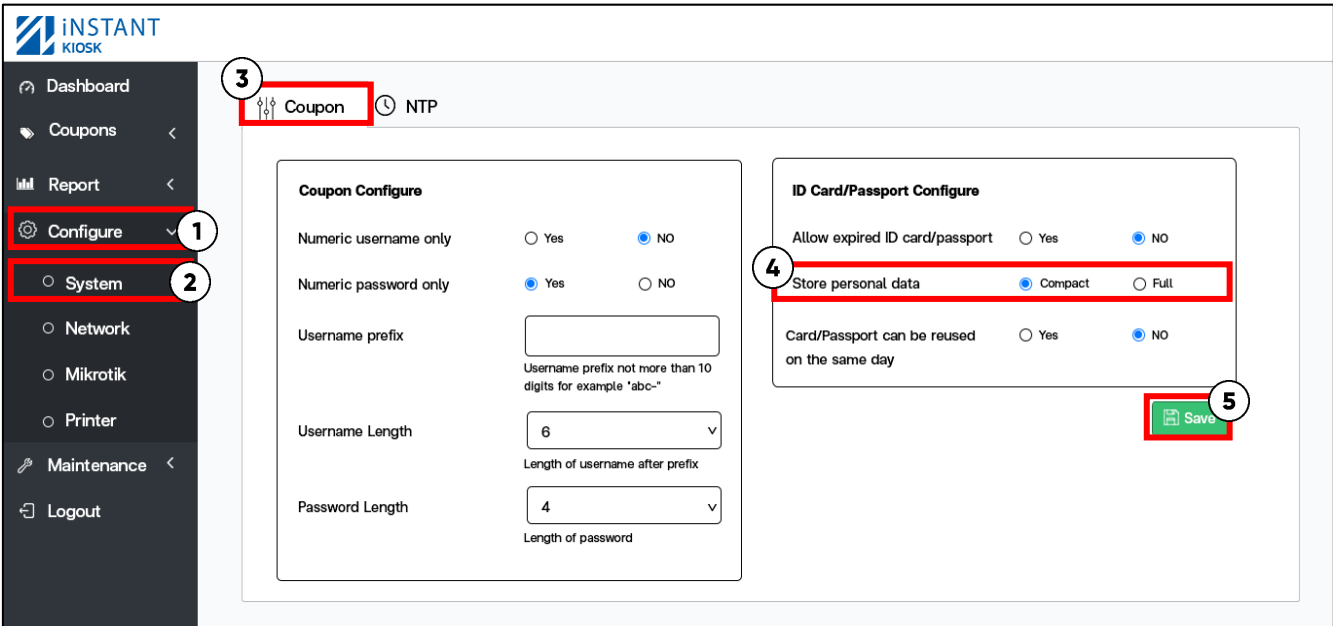 iNSTANT
KIOSK
Dashboard
Coupons
Report
Configure
1
System
2
Network
Mikrotik
Printer
Maintenance
Logout
3
Coupon
NTP
Coupon Configure
Numeric username only
Yes
NO
Numeric password only
Yes
NO
Username prefix
Username prefix not more than 10
digits for example "abc-"
Username Length
6
Length of username after prefix
Password Length
4
Length of password
ID Card/Passport Configure
Allow expired ID card/passport
Yes
NO
4
Store personal data
Compact
Full
Card/Passport can be reused
on the same day
Yes
NO
5
Save